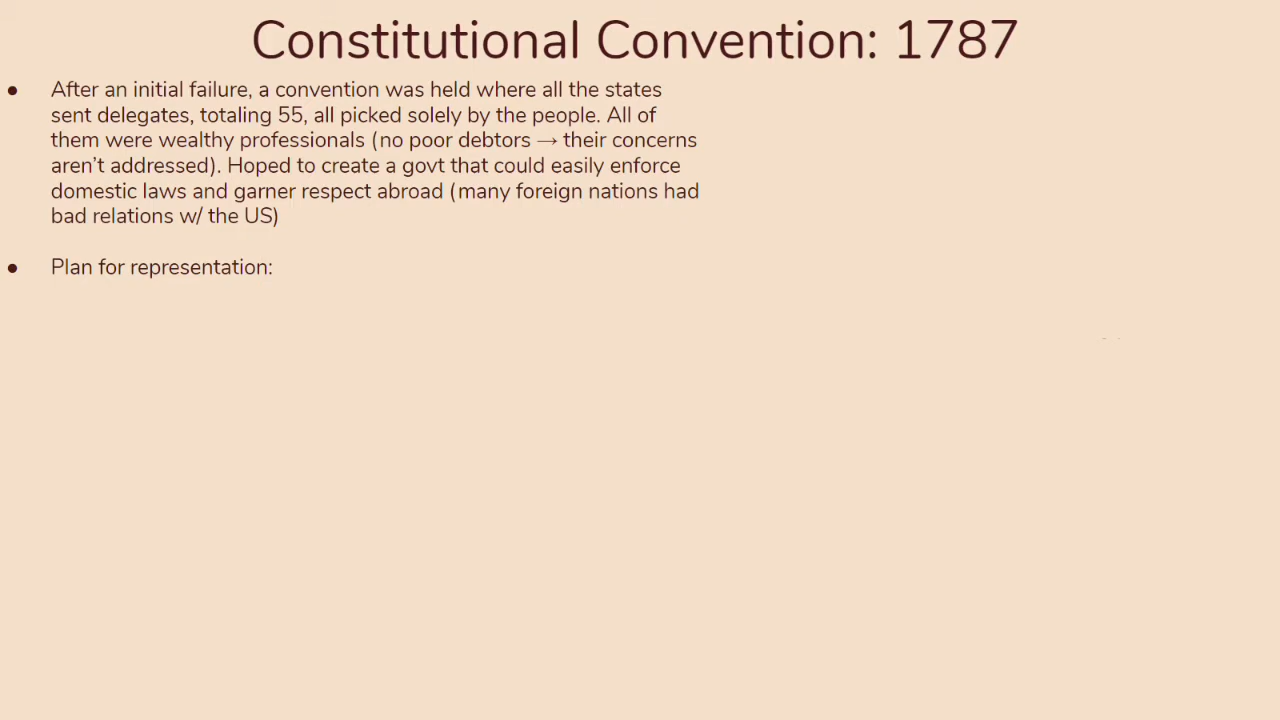 Constitutional Convention: 1787
● After an initial failure, a convention was held where all the states
sent delegates, totaling 55, all picked solely by the people. All of
them were wealthy professionals (no poor debtors → their concerns
aren't addressed). Hoped to create a govt that could easily enforce
domestic laws and garner respect abroad (many foreign nations had
bad relations w/ the US)
● Plan for representation: